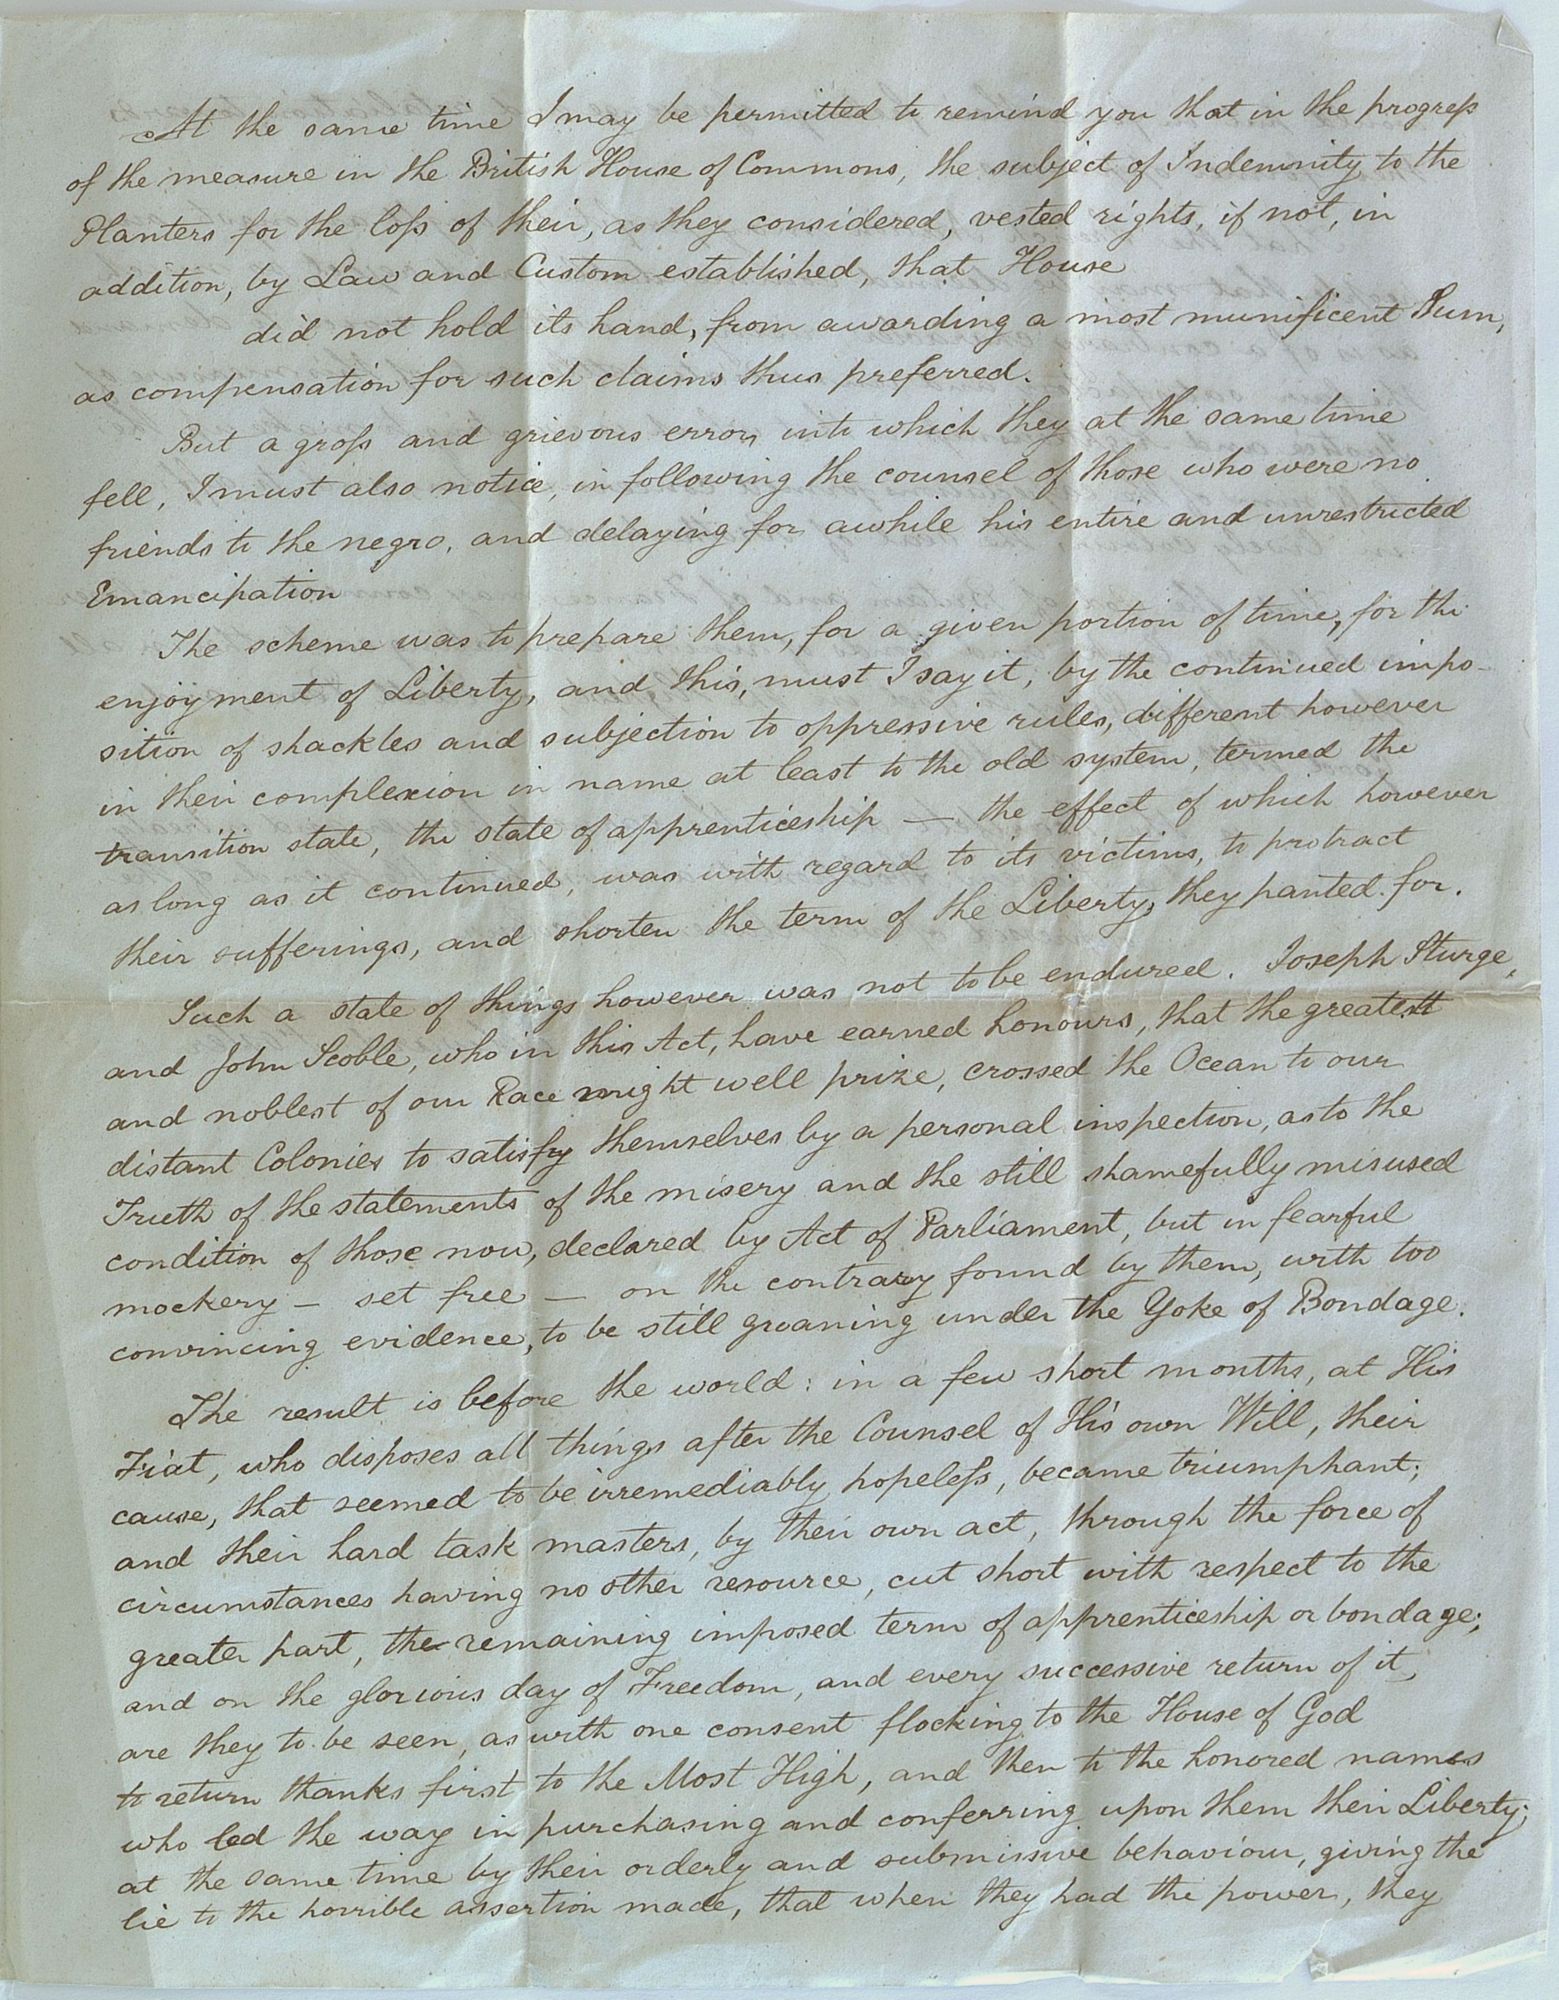 At the same time I may be permitted to remind you that in the progress
of the measure in the British House of Commons, the subject of Indemnity to the
Planters for the loss of their, as they considered, vested rights, if not, in
addition, by Law and Custom established, that House
did not hold its hand, from awarding a most munificent Sum,
as compensation for such claims thus preferred.
But a gross and grievous error, into which they at the same time
fell, I must also notice, in following the counsel of those who were no
friends to the negro, and delaying for awhile his entire and unrestricted
Emancipation
The scheme was to prepare them, for a given portion of time, for the
enjoyment of Liberty, and this, must I say it, by the continued impo-
sition of shackles and subjection to oppressive rules, different however
in their complexion in name at least to the old system, termed the
transition state, the state of apprenticeship — the effect of which however
as long as it continued, was with regard to its victims, to protract
their sufferings, and shorten the term of the Liberty, they panted for.
Such a state of things however was not to be endured. Joseph Sturge,
and John Scoble, who in this Act, have earned honours, that the greatest
and noblest of our Race might well prize, crossed the Ocean to our
distant Colonies to satisfy themselves by a personal inspection, as to the
Truth of the statements of the misery and the still shamefully misused
condition of those now, declared by Act of Parliament, but in fearful
mockery — set free — on the contrary found by them, with too
convincing evidence, to be still groaning under the Yoke of Bondage.
The result is before the world: in a few short months, at His
Fiat, who disposes all things after the Counsel of His own Will, their
cause, that seemed to be irremediably hopeless, became triumphant;
and their hard task masters, by their own act, through the force of
circumstances having no other resource, cut short with respect to the
greater part, the remaining imposed term of apprenticeship or bondage;
and on the glorious day of Freedom, and every successive return of it,
are they to be seen, as with one consent flocking to the House of God
to return thanks first to the Most High, and then to the honored names
who led the way in purchasing and conferring upon them their Liberty;
at the same time by their orderly and submissive behaviour, giving the
lie to the horrible assertion made, that when they had the power, they